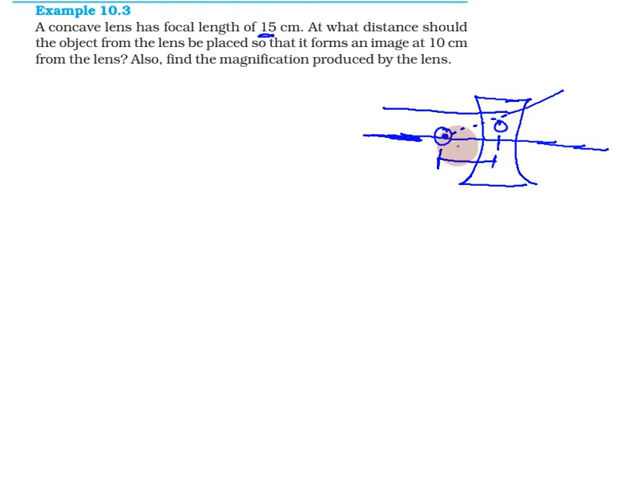 Example 10.3
A concave lens has focal length of 15 cm. At what distance should
the object from the lens be placed so that it forms an image at 10 cm
from the lens? Also, find the magnification produced by the lens.